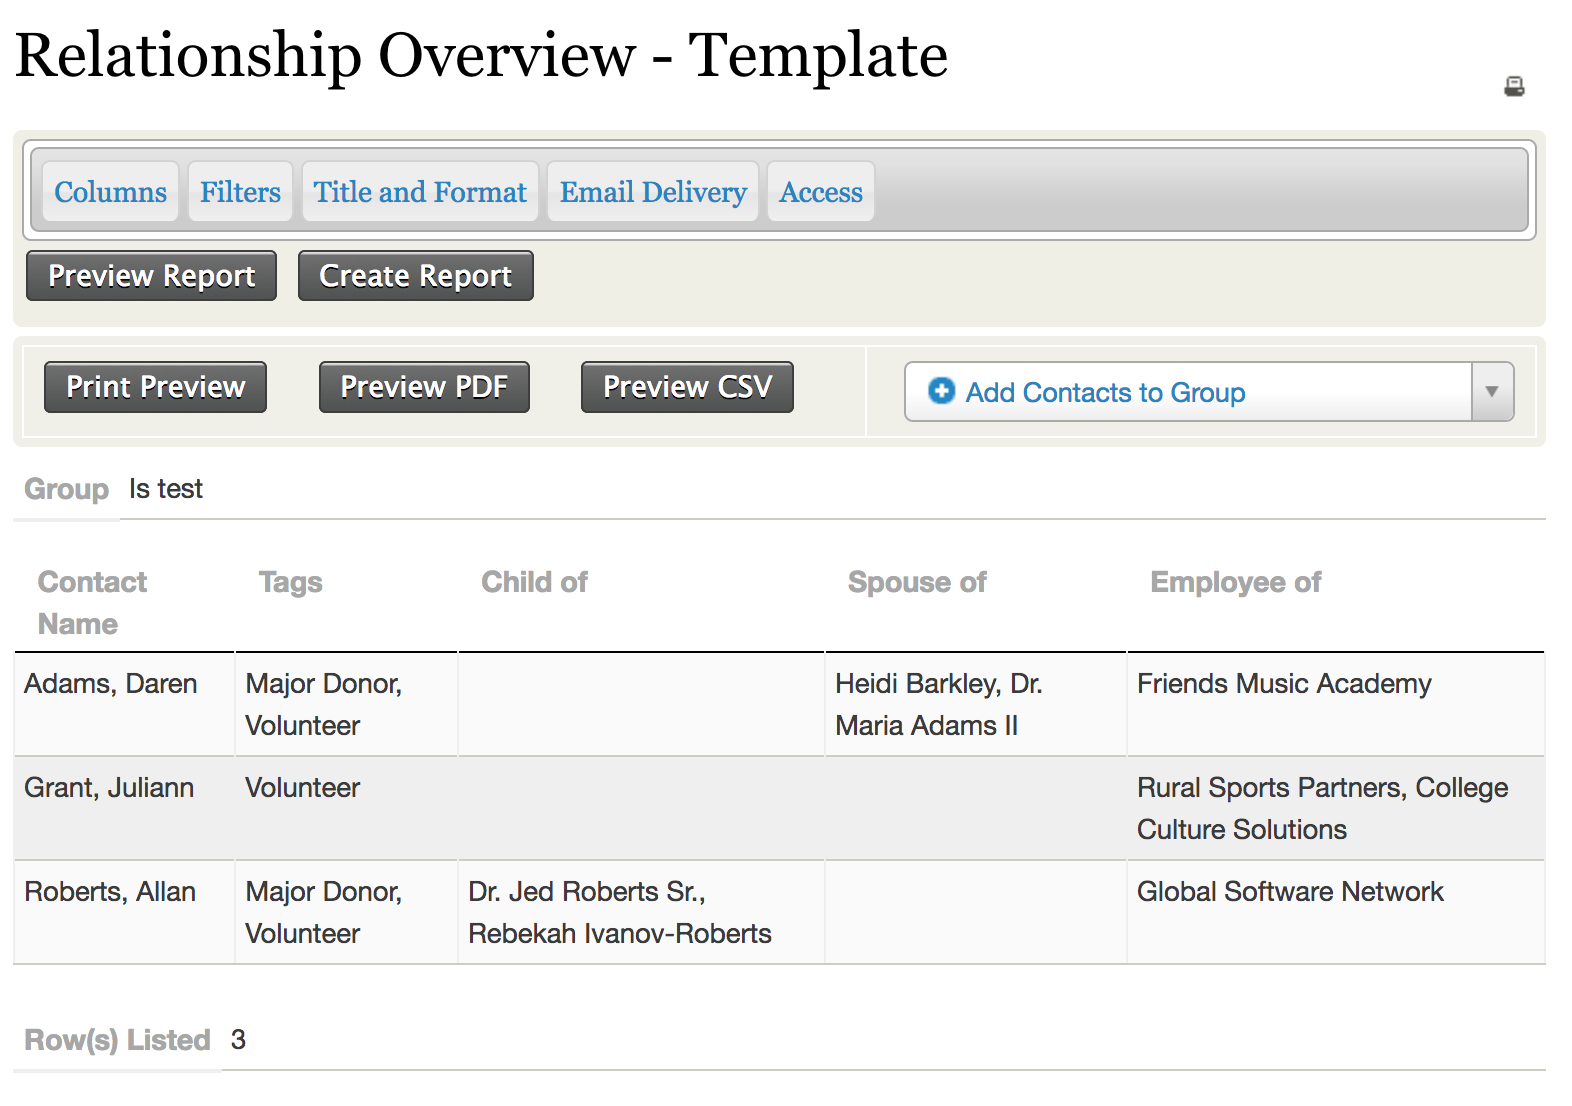 Relationship Overview - Template
Columns Filters Title and Format Email Delivery Access
Preview Report Create Report
Print Preview Preview PDF Preview CSV Add Contacts to Group
Group Is test
Contact Name Tags Child of Spouse of Employee of
Adams, Daren Major Donor, Volunteer Heidi Barkley, Dr. Maria Adams II Friends Music Academy
Grant, Juliann Volunteer Rural Sports Partners, College Culture Solutions
Roberts, Allan Major Donor, Volunteer Dr. Jed Roberts Sr., Rebekah Ivanov-Roberts Global Software Network
Row(s) Listed 3